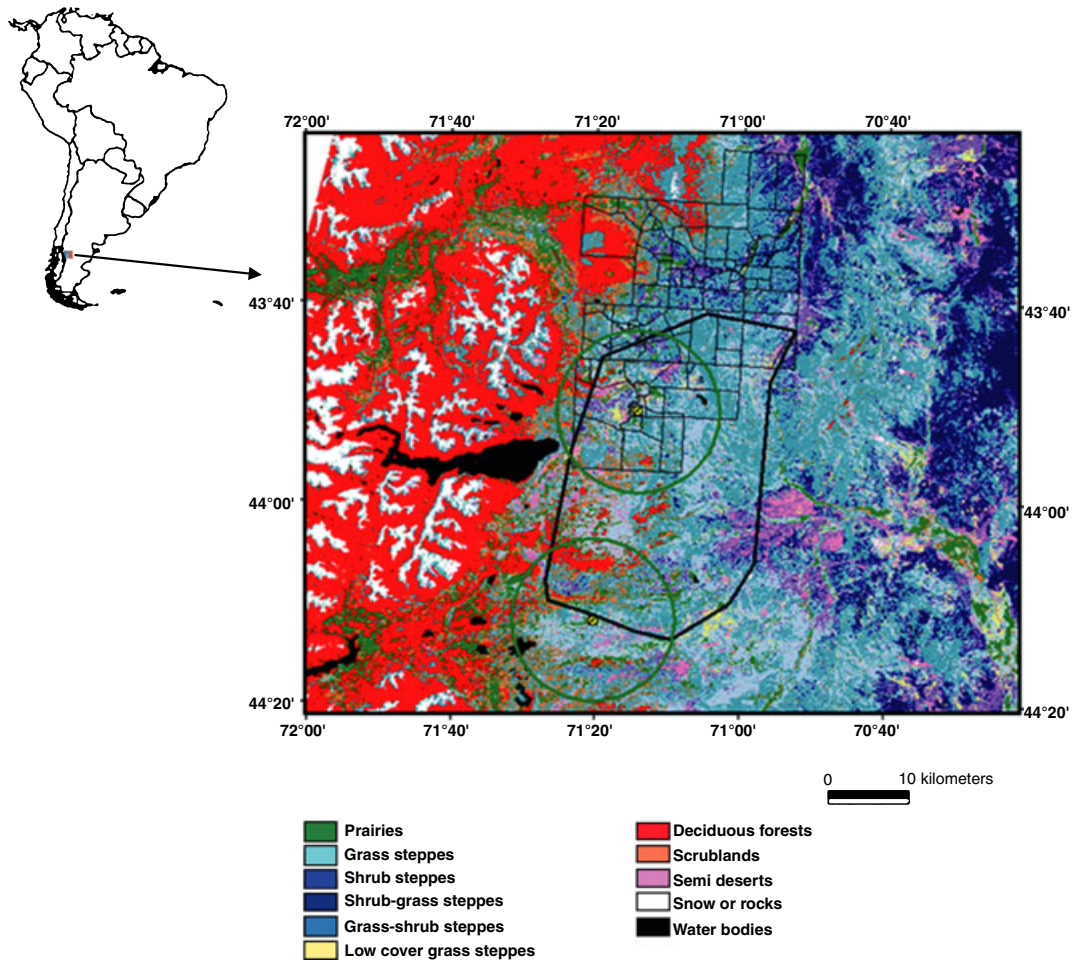 72°00' 71°40' 71°20' 71°00' 70°40'
43°40' 43°40'
44°00' 44°00'
44°20' 44°20'
72°00' 71°40' 71°20' 71°00' 70°40'
0 10 kilometers
Prairies
Grass steppes
Shrub steppes
Shrub-grass steppes
Grass-shrub steppes
Low cover grass steppes
Deciduous forests
Scrublands
Semi deserts
Snow or rocks
Water bodies